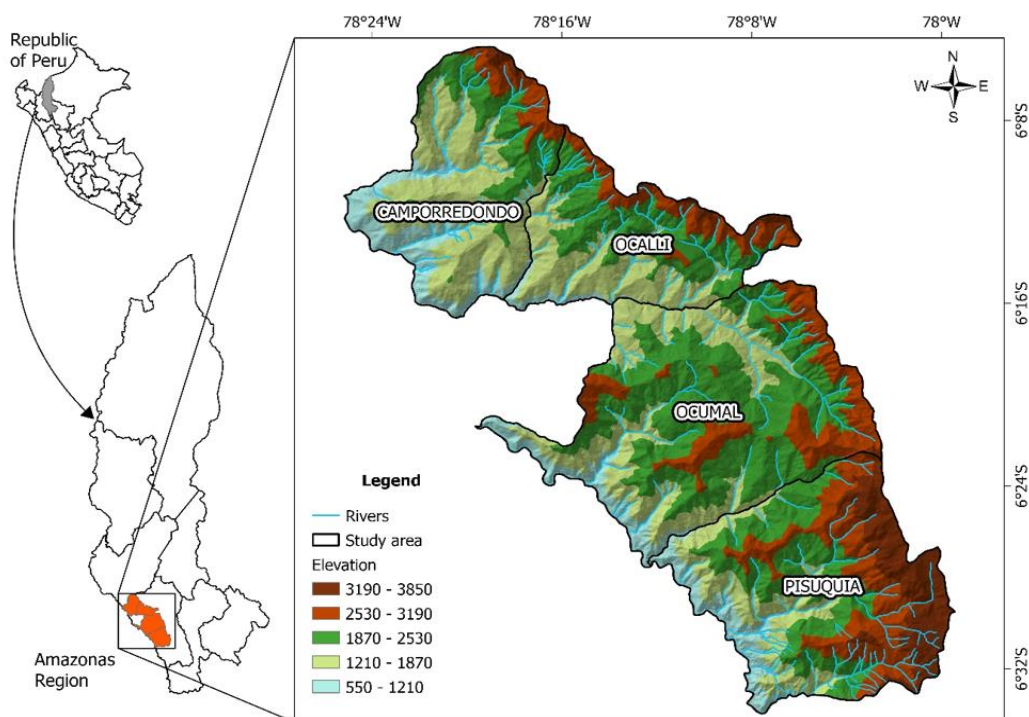 Republic
of Peru
Amazonas
Region
78°24'W
78°16'W
78°8'W
78°0'W
N
W
E
S
6°8'S
6°16'S
6°24'S
6°32'S
CAMPORREDONDO
OCALLI
OCUMAL
PISUQUIA
Legend
Rivers
Study area
Elevation
3190 - 3850
2530 - 3190
1870 - 2530
1210 - 1870
550 - 1210